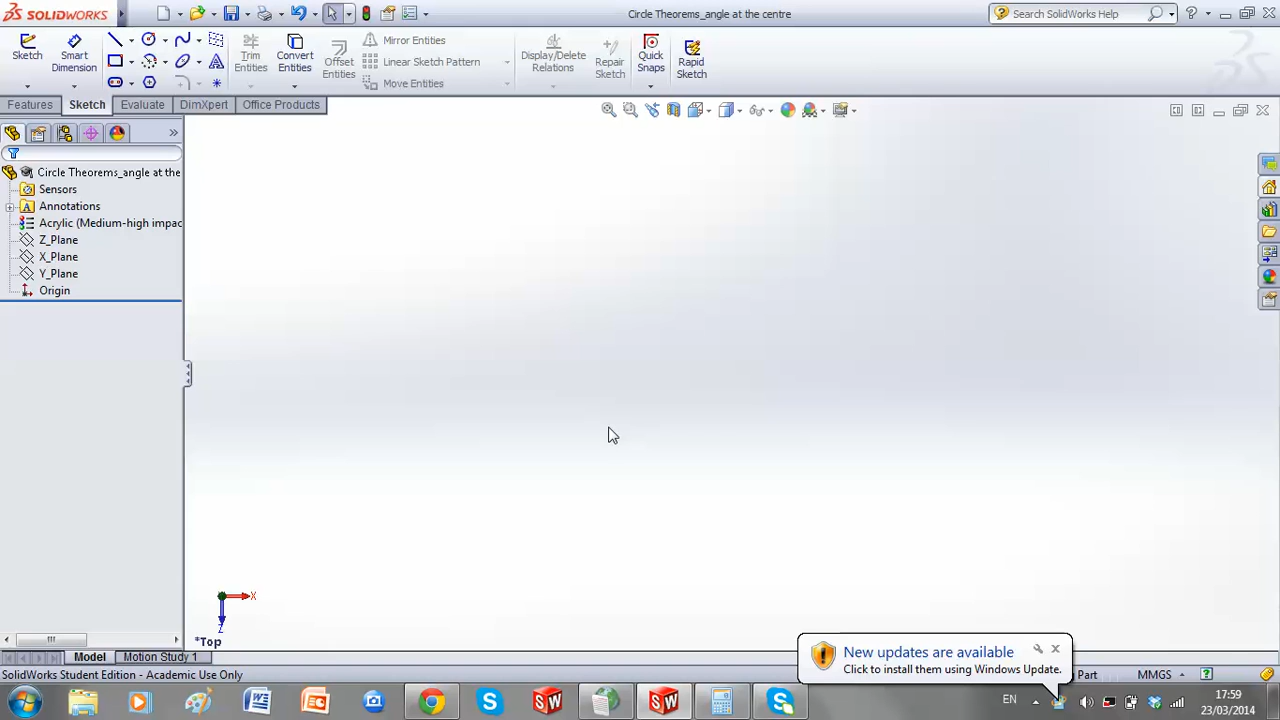 SOLIDWORKS
Circle Theorems_angle at the centre
Search SolidWorks Help
Sketch
Smart Dimension
Trim Entities
Convert Entities
Offset Entities
Mirror Entities
Linear Sketch Pattern
Move Entities
Display/Delete Relations
Repair Sketch
Quick Snaps
Rapid Sketch
Features
Sketch
Evaluate
DimXpert
Office Products
Circle Theorems_angle at the
Sensors
Annotations
Acrylic (Medium-high impac
Z_Plane
X_Plane
Y_Plane
Origin
X
Z
*Top
Model
Motion Study 1
New updates are available
Click to install them using Windows Update.
SolidWorks Student Edition - Academic Use Only
Part
MMGS
EN
17:59
23/03/2014